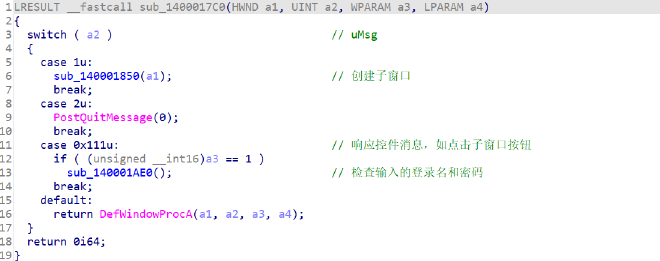 1 LRESULT __fastcall sub_1400017C0(HWND a1, UINT a2, WPARAM a3, LPARAM a4)
2 {
3 switch ( a2 ) // uMsg
4 {
5 case 1u:
6 sub_140001850(a1); // 创建子窗口
7 break;
8 case 2u:
9 PostQuitMessage(0);
10 break;
11 case 0x111u: // 响应控件消息，如点击子窗口按钮
12 if ( (unsigned __int16)a3 == 1 )
13 sub_140001AE0(); // 检查输入的登录名和密码
14 break;
15 default:
16 return DefWindowProcA(a1, a2, a3, a4);
17 }
18 return 0i64;
19 }